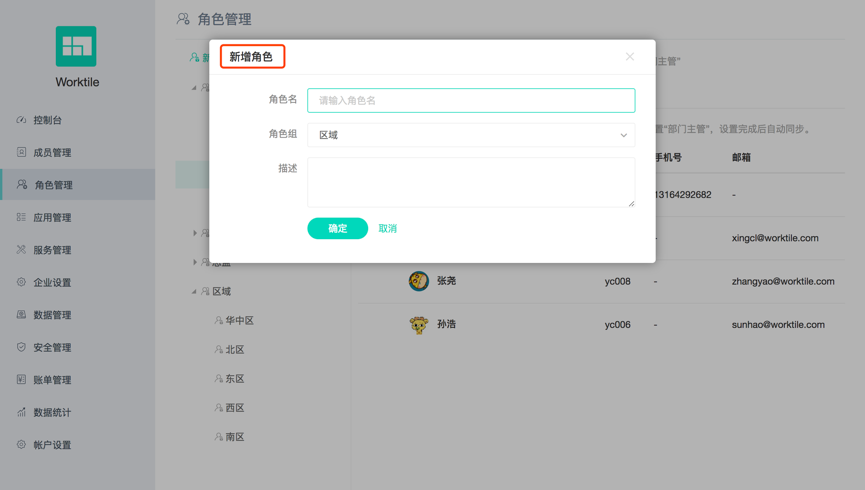 角色管理
Worktile
控制台
成员管理
角色管理
应用管理
服务管理
企业设置
数据管理
安全管理
账单管理
数据统计
帐户设置
新增角色
角色名
请输入角色名
角色组
区域
描述
确定
取消
主管”
置“部门主管”，设置完成后自动同步。
手机号
邮箱
13164292682
-
xingcl@worktile.com
张尧
yc008
-
zhangyao@worktile.com
孙浩
yc006
-
sunhao@worktile.com
区域
华中区
北区
东区
西区
南区